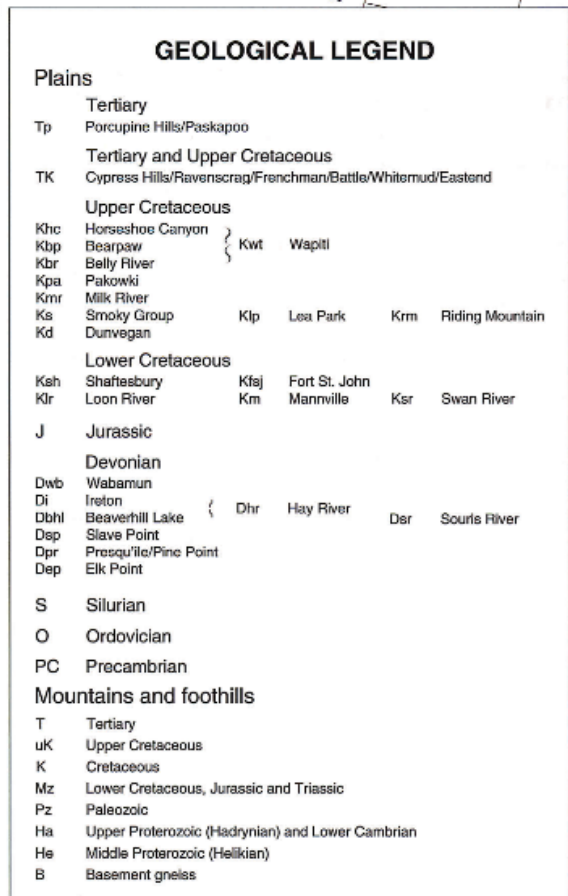 GEOLOGICAL LEGEND
Plains
Tertiary
Tp Porcupine Hills/Paskapoo
Tertiary and Upper Cretaceous
TK Cypress Hills/Ravenscrag/Frenchman/Battle/Whitemud/Eastend
Upper Cretaceous
Khc Horseshoe Canyon
Kbp Bearpaw Kwt Wapiti
Kbr Belly River
Kpa Pakowki
Kmr Milk River
Ks Smoky Group Klp Lea Park Krm Riding Mountain
Kd Dunvegan
Lower Cretaceous
Ksh Shaftesbury Kfsj Fort St. John
Klr Loon River Km Mannville Ksr Swan River
J Jurassic
Devonian
Dwb Wabamun
Di Ireton Dhr Hay River
Dbhl Beaverhill Lake Dsr Souris River
Dsp Slave Point
Dpr Presqu'ile/Pine Point
Dep Elk Point
S Silurian
O Ordovician
PC Precambrian
Mountains and foothills
T Tertiary
uK Upper Cretaceous
K Cretaceous
Mz Lower Cretaceous, Jurassic and Triassic
Pz Paleozoic
Ha Upper Proterozoic (Hadrynian) and Lower Cambrian
He Middle Proterozoic (Helikian)
B Basement gneiss